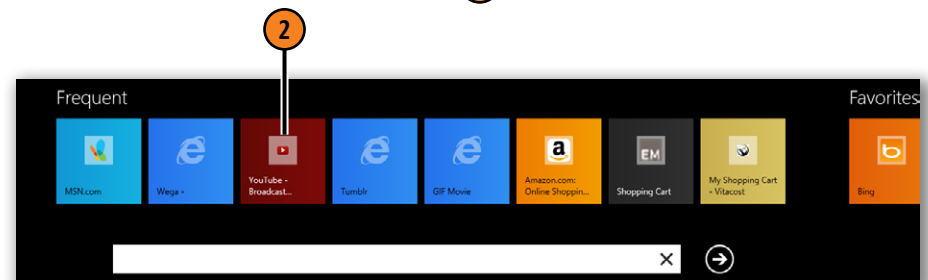 2
Frequent
Favorites
MSN.com
Wega -
YouTube -
Broadcast...
Tumblr
GIF Movie
a
Amazon.com:
Online Shoppin...
EM
Shopping Cart
My Shopping Cart
- Vitacost
b
Bing